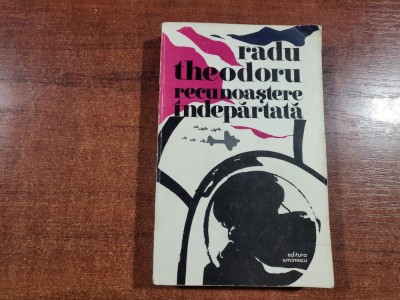 radu
theodoru
recunoaștere
îndepărtată
editura
eminescu